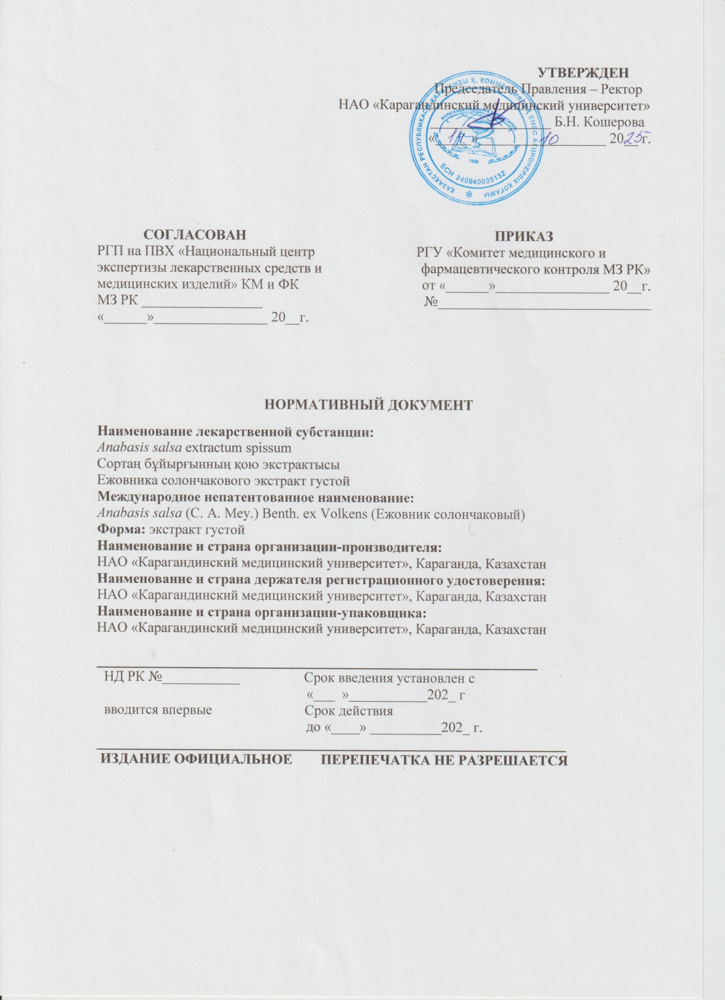 УТВЕРЖДЕН
Председатель Правления – Ректор
НАО «Карагандинский медицинский университет»
_________________ Б.Н. Кошерова
«_____»__________10_______ 2025г.
ҚАЗАҚСТАН РЕСПУБЛИКАСЫ ҚАРАҒАНДЫ Қ. КОММЕРЦИЯЛЫҚ ЕМЕС АКЦИОНЕРЛІК ҚОҒАМЫ
1950
БСН 240940035132
СОГЛАСОВАН
РГП на ПВХ «Национальный центр
экспертизы лекарственных средств и
медицинских изделий» КМ и ФК
МЗ РК _________________
«______»________________ 20__г.
ПРИКАЗ
РГУ «Комитет медицинского и
фармацевтического контроля МЗ РК»
от «______»________________ 20__г.
№______________________________
НОРМАТИВНЫЙ ДОКУМЕНТ
Наименование лекарственной субстанции:
Anabasis salsa extractum spissum
Сортаң бұйырғынның қою экстрактысы
Ежовника солончакового экстракт густой
Международное непатентованное наименование:
Anabasis salsa (C. A. Mey.) Benth. ex Volkens (Ежовник солончаковый)
Форма: экстракт густой
Наименование и страна организации-производителя:
НАО «Карагандинский медицинский университет», Караганда, Казахстан
Наименование и страна держателя регистрационного удостоверения:
НАО «Карагандинский медицинский университет», Караганда, Казахстан
Наименование и страна организации-упаковщика:
НАО «Карагандинский медицинский университет», Караганда, Казахстан
НД РК №___________ Срок введения установлен с
«___ »___________202_ г
вводится впервые Срок действия
до «____» __________202_ г.
ИЗДАНИЕ ОФИЦИАЛЬНОЕ ПЕРЕПЕЧАТКА НЕ РАЗРЕШАЕТСЯ